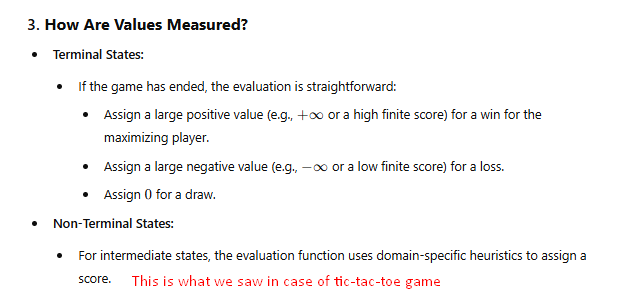 3. How Are Values Measured?
• Terminal States:
• If the game has ended, the evaluation is straightforward:
• Assign a large positive value (e.g., +∞ or a high finite score) for a win for the
maximizing player.
• Assign a large negative value (e.g., −∞ or a low finite score) for a loss.
• Assign 0 for a draw.
• Non-Terminal States:
• For intermediate states, the evaluation function uses domain-specific heuristics to assign a
score. This is what we saw in case of tic-tac-toe game